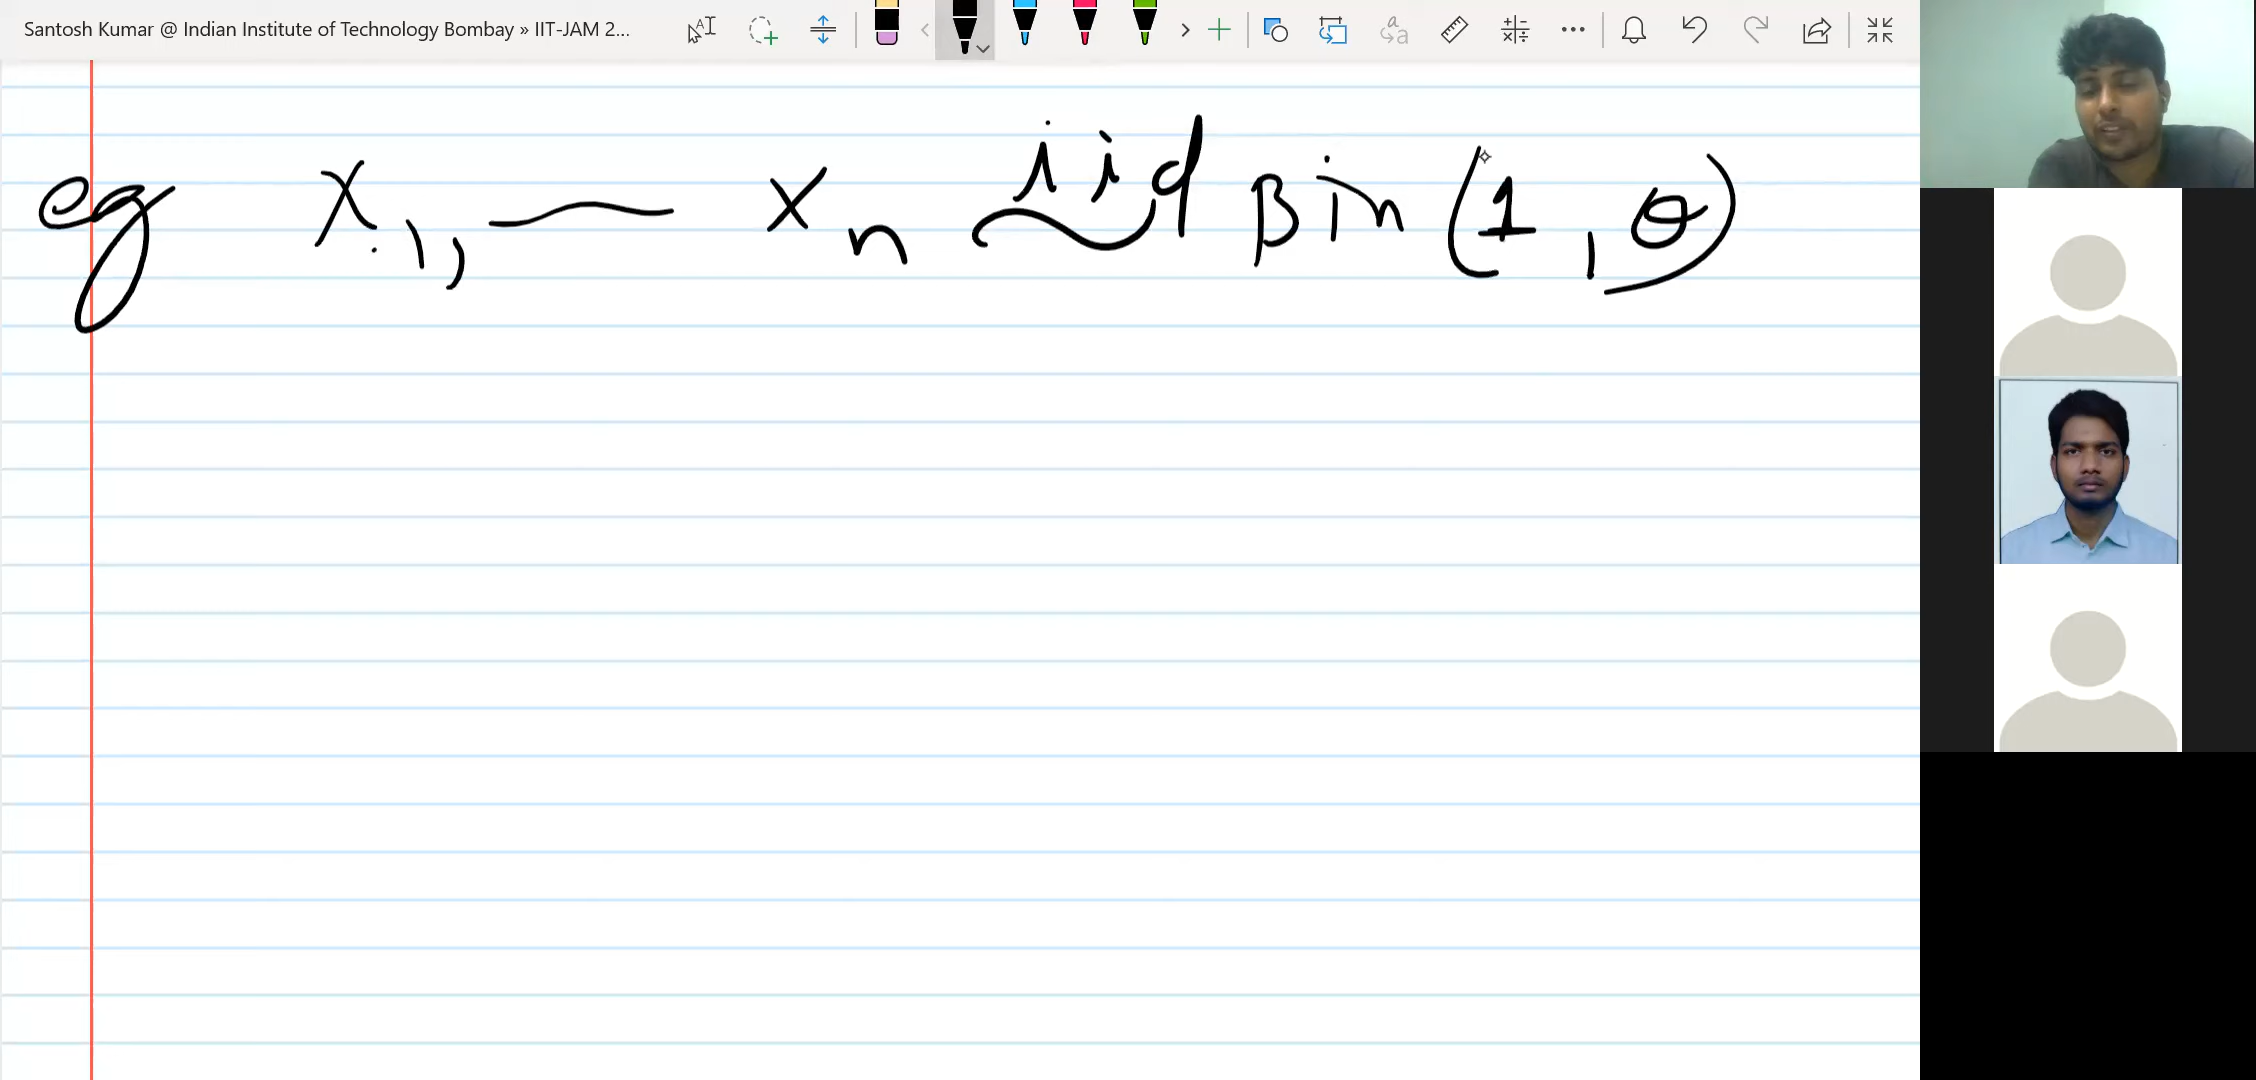 Santosh Kumar @ Indian Institute of Technology Bombay » IIT-JAM 2...
eg X1, — Xn iid Bin (1, θ)